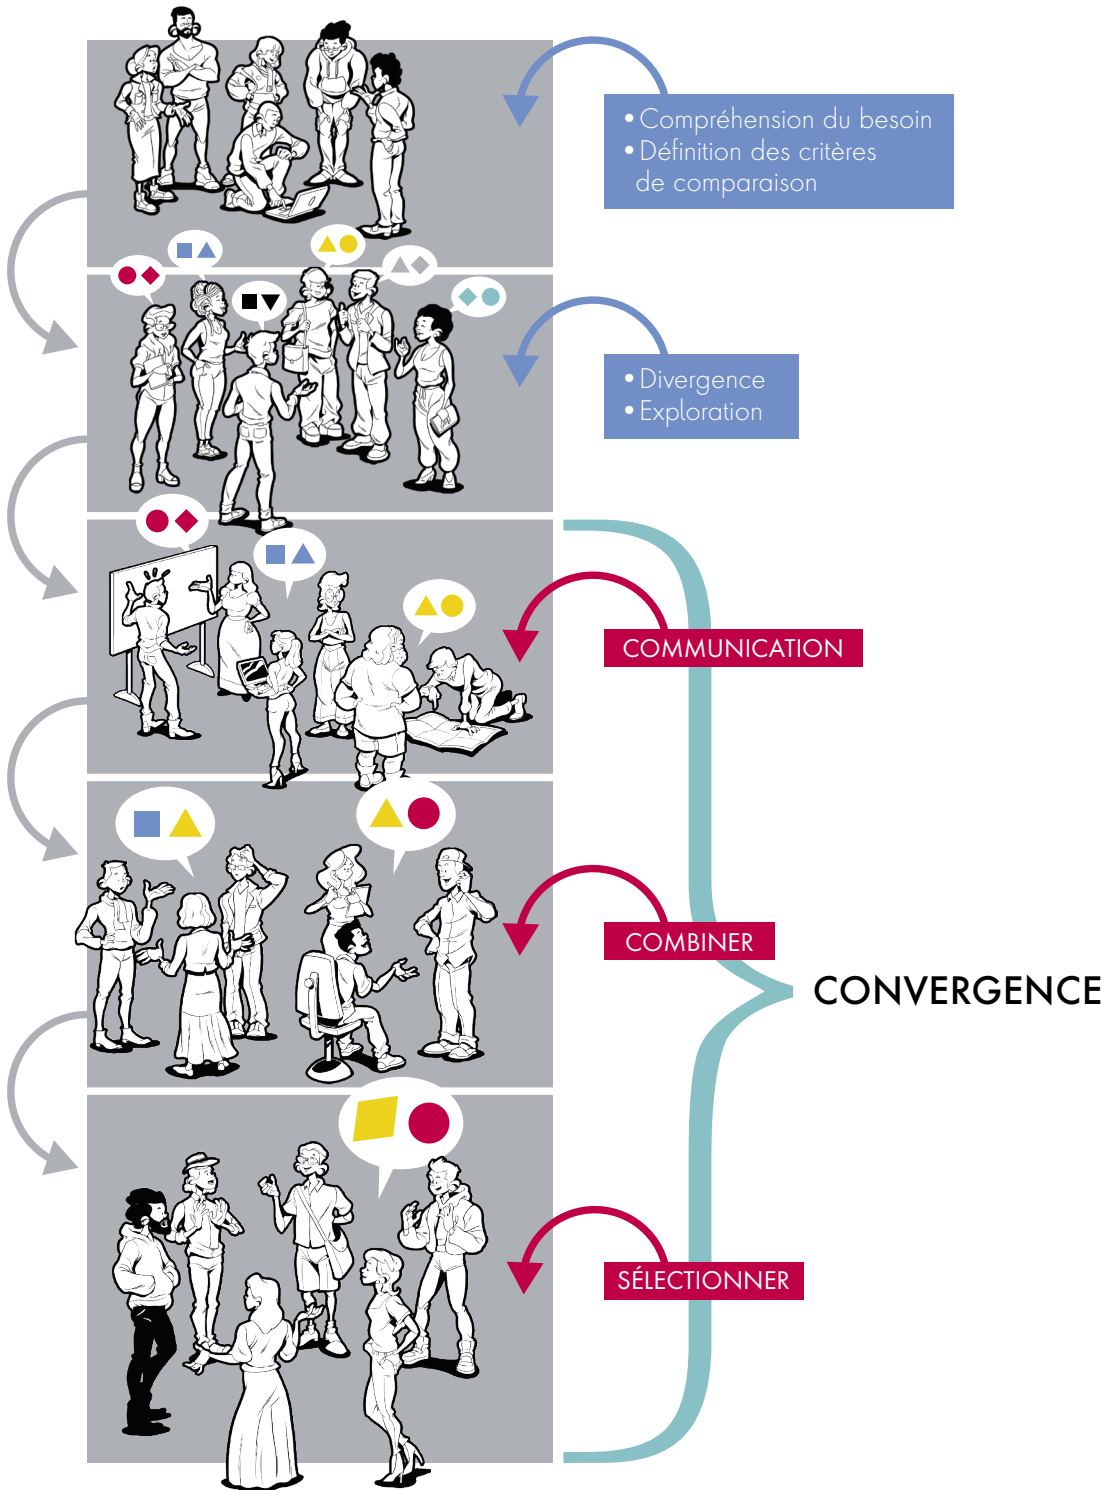 • Compréhension du besoin
• Définition des critères
de comparaison
• Divergence
• Exploration
COMMUNICATION
COMBINER
CONVERGENCE
SÉLECTIONNER